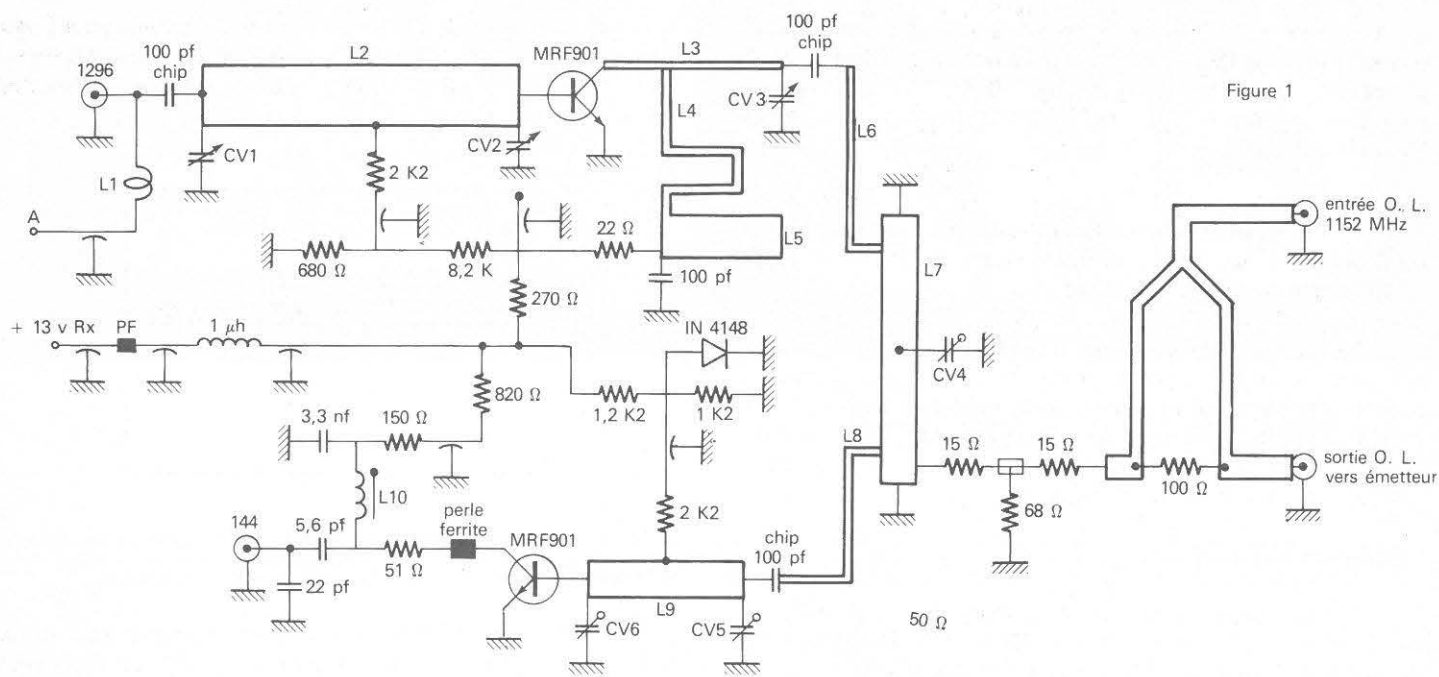 Figure 1
1296
100 pf
chip
L2
MRF901
L3
100 pf
chip
L1
CV1
CV2
CV3
L4
L6
A
2 K2
680 Ω
8,2 K
22 Ω
L5
100 pf
270 Ω
L7
CV4
entrée O. L.
1152 MHz
+ 13 v Rx
PF
1 µh
IN 4148
820 Ω
1,2 K2
1 K2
3,3 nf
150 Ω
L10
L8
15 Ω
15 Ω
68 Ω
100 Ω
sortie O. L.
vers émetteur
144
5,6 pf
22 pf
51 Ω
perle
ferrite
MRF901
2 K2
chip
100 pf
L9
CV6
CV5
50 Ω